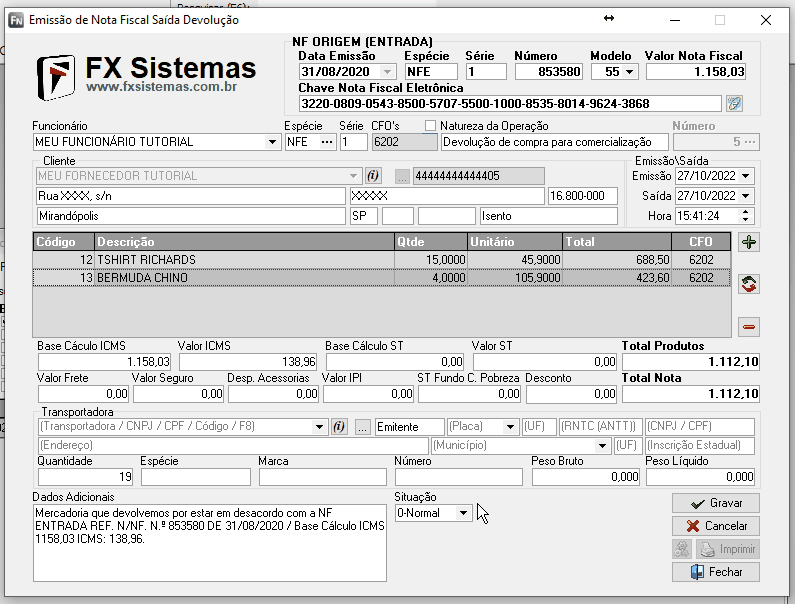 Pesquisar (F6):
Emissão de Nota Fiscal Saída Devolução
FX Sistemas
www.fxsistemas.com.br
NF ORIGEM (ENTRADA)
Data Emissão Espécie Série Número Modelo Valor Nota Fiscal
31/08/2020 NFE 1 853580 55 1.158,03
Chave Nota Fiscal Eletrônica
3220-0809-0543-8500-5707-5500-1000-8535-8014-9624-3868
Funcionário Espécie Série CFO's Natureza da Operação Número
MEU FUNCIONÁRIO TUTORIAL NFE ... 1 6202 Devolução de compra para comercialização 5 ...
Cliente Emissão\Saída
MEU FORNECEDOR TUTORIAL (i) ... 44444444444405 Emissão 27/10/2022
Rua XXXX, s/n XXXXX 16.800-000 Saída 27/10/2022
Mirandópolis SP Isento Hora 15:41:24
Código Descrição Qtde Unitário Total CFO
12 TSHIRT RICHARDS 15,0000 45,9000 688,50 6202
13 BERMUDA CHINO 4,0000 105,9000 423,60 6202
Base Cáculo ICMS Valor ICMS Base Cálculo ST Valor ST Total Produtos
1.158,03 138,96 0,00 0,00 1.112,10
Valor Frete Valor Seguro Desp. Acessorias Valor IPI ST Fundo C. Pobreza Desconto Total Nota
0,00 0,00 0,00 0,00 0,00 0,00 1.112,10
Transportadora
(Transportadora / CNPJ / CPF / Código / F8) (i) ... Emitente (Placa) (UF) (RNTC (ANTT)) (CNPJ / CPF)
(Endereço) (Município) (UF) (Inscrição Estadual)
Quantidade Espécie Marca Número Peso Bruto Peso Líquido
19 0,000 0,000
Dados Adicionais Situação
Mercadoria que devolvemos por estar em desacordo com a NF 0-Normal
ENTRADA REF. N/NF. N.º 853580 DE 31/08/2020 / Base Cálculo ICMS
1158,03 ICMS: 138,96.
Gravar
Cancelar
Imprimir
Fechar